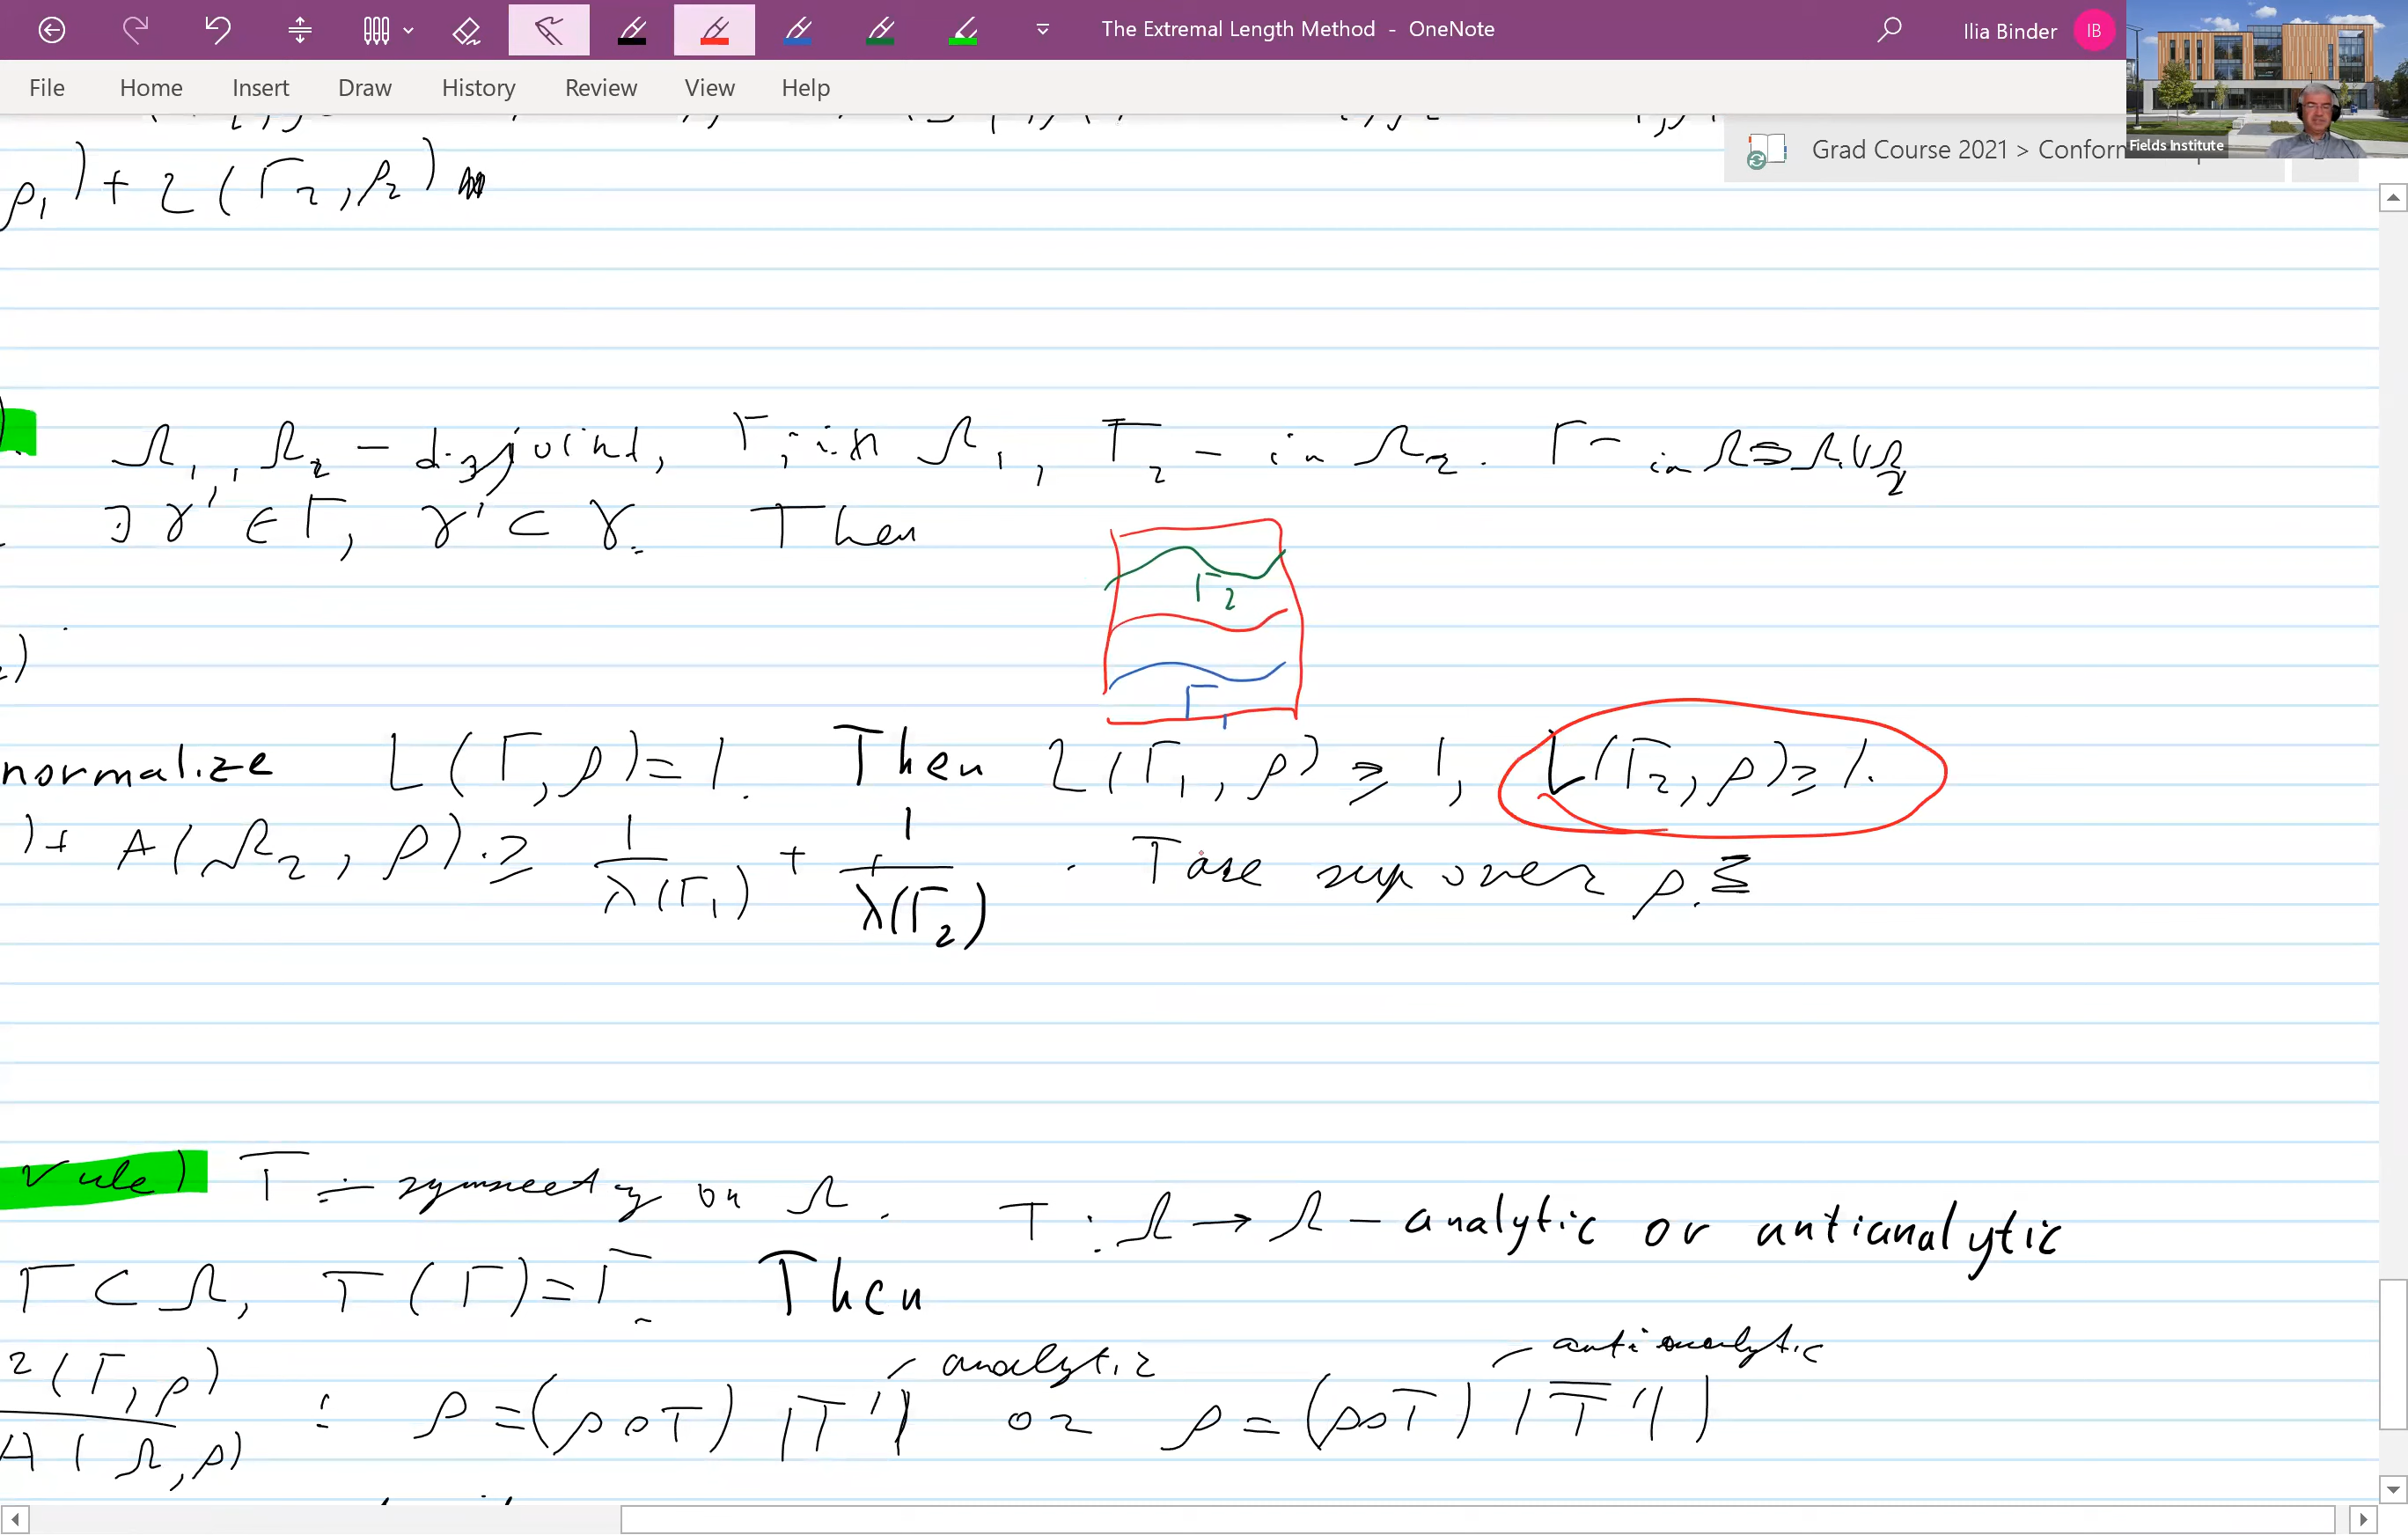 The Extremal Length Method - OneNote
Ilia Binder
IB
File Home Insert Draw History Review View Help
Grad Course 2021 > Conform
Fields Institute
ρ₁) + L(Γ₂, ρ₂)
Ω₁, Ω₂ – disjoint, Γ₁ in Ω₁, Γ₂ – in Ω₂. Γ – in Ω ⊃ Ω₁ ∪ Ω₂
∃ γ' ∈ Γ, γ' ⊂ γ. Then
Γ₂
Γ₁
normalize L(Γ, ρ) = 1. Then L(Γ₁, ρ) ≥ 1, L(Γ₂, ρ) ≥ 1.
) + A(Ω₂, ρ) ≥ 1/λ(Γ₁) + 1/λ(Γ₂). Take sup over ρ.
rule) T – symmetry on Ω. T : Ω → Ω – analytic or antianalytic
Γ ⊂ Ω, T(Γ) = Γ. Then
²(Γ, ρ)
A(Ω, ρ) : ρ = (ρ∘T) |T'| or ρ = (ρ∘T) |T̄'|
analytic
antianalytic